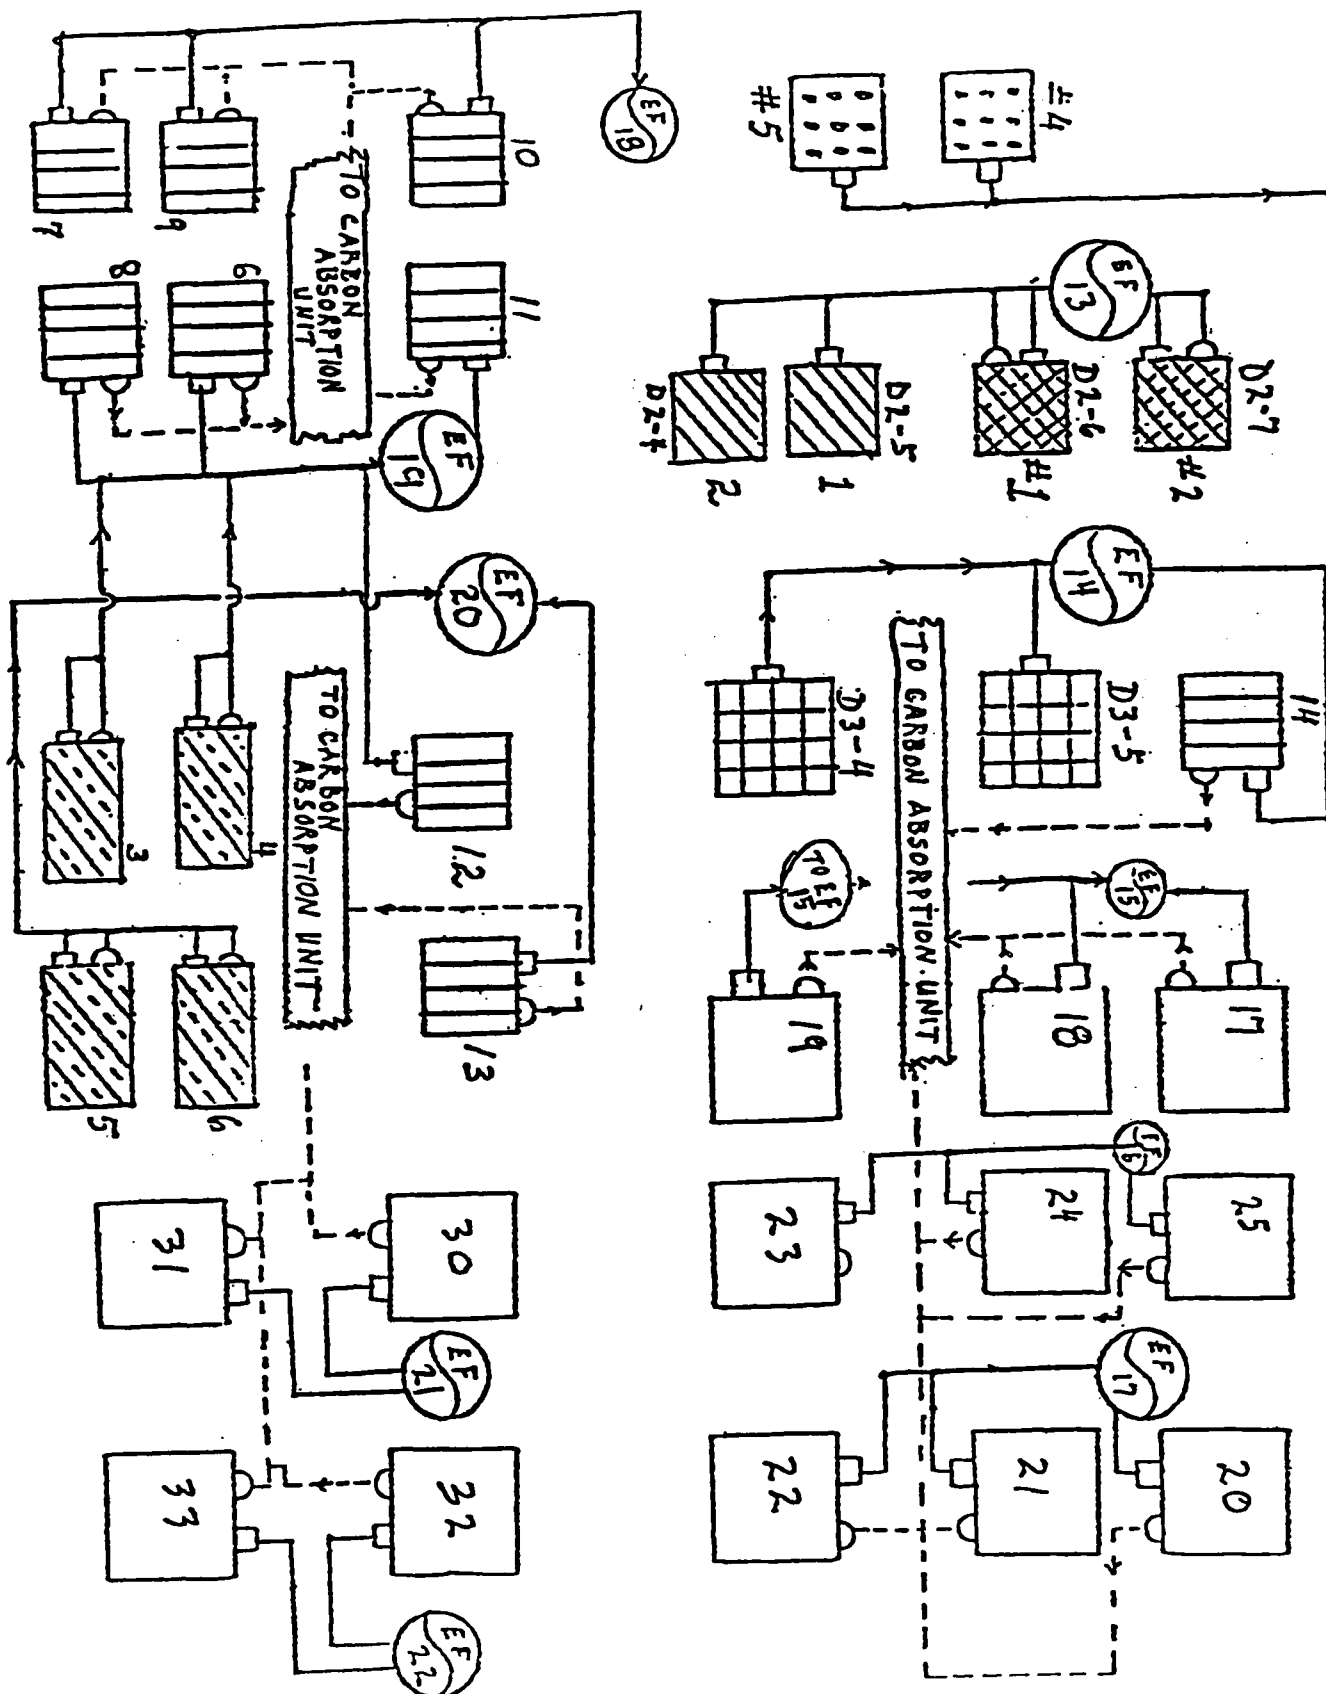 EF
18
#5
#4
10
7
9
TO CARBON
ABSORPTION
UNIT
8
6
11
EF
19
EF
13
D2-4
2
D2-5
1
D2-6
#1
D2-7
#2
EF
20
EF
14
D3-4
D3-5
14
TO CARBON ABSORPTION UNIT
TO CARBON
ABSORPTION UNIT
12
3
4
13
5
6
TO EF
15
EF
15
19
18
17
EF
23
24
25
31
30
EF
21
EF
17
22
21
20
33
32
EF
22